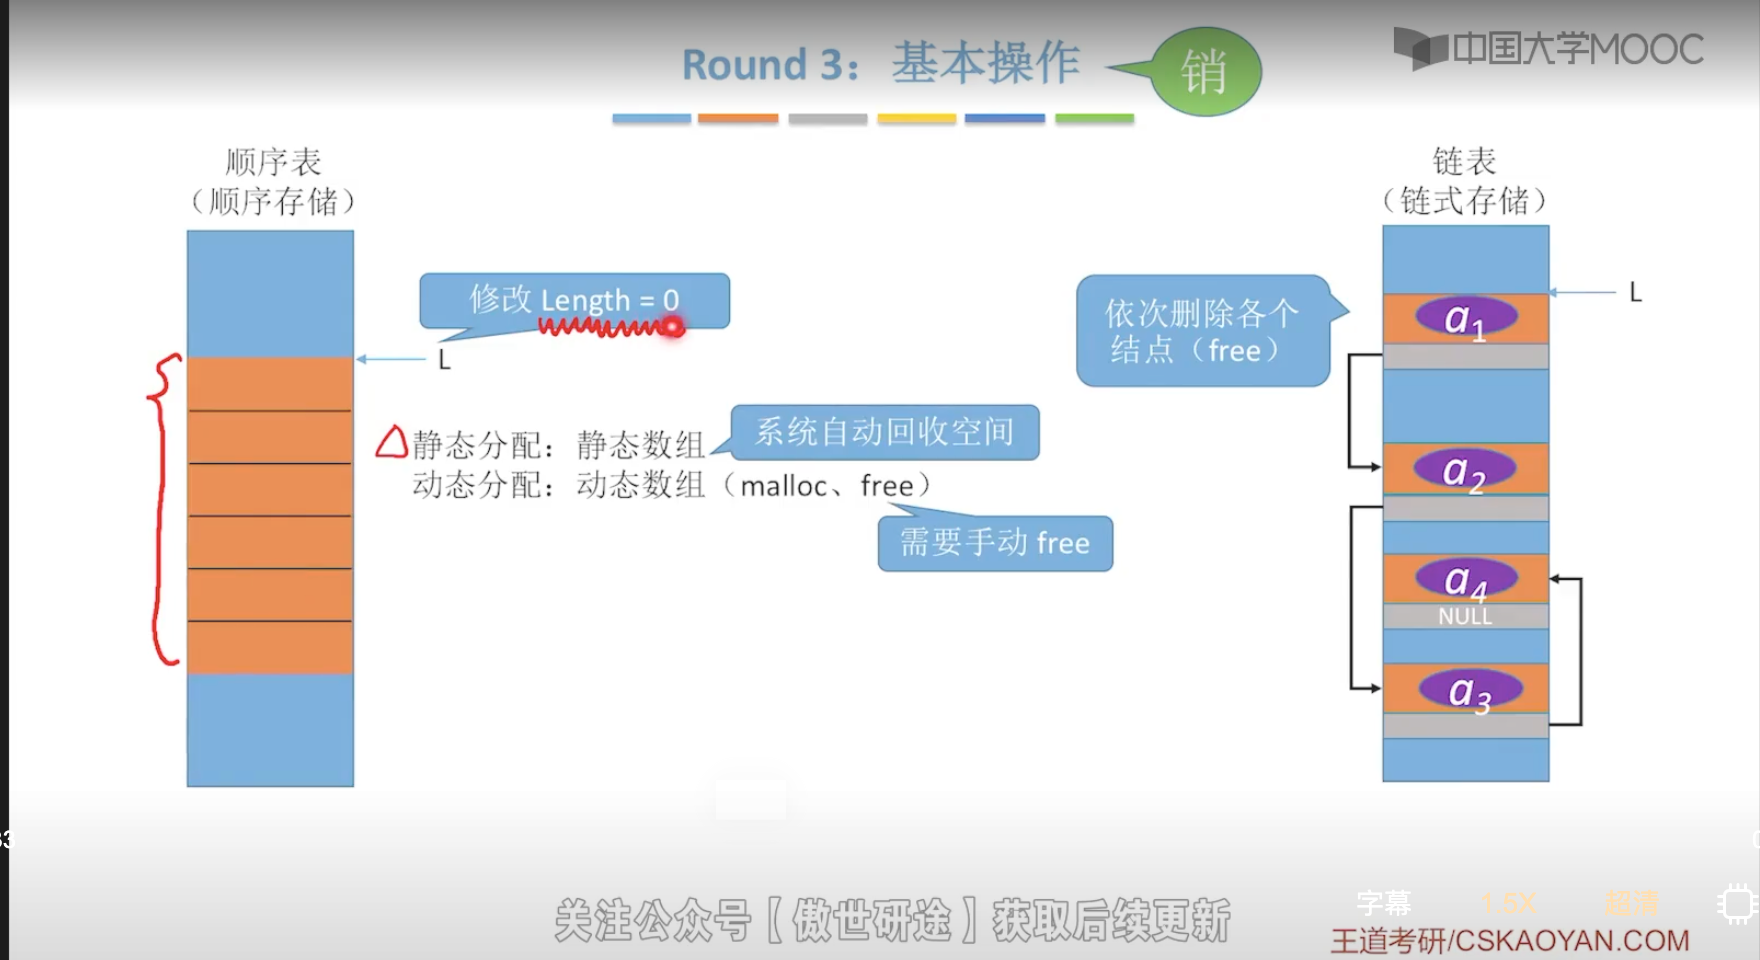 Round 3：基本操作
销
中国大学MOOC
顺序表
（顺序存储）
修改 Length = 0
L
静态分配：静态数组
系统自动回收空间
动态分配：动态数组（malloc、free）
需要手动 free
链表
（链式存储）
依次删除各个
结点（free）
L
a1
a2
a4
NULL
a3
关注公众号【傲世研途】获取后续更新
字幕
1.5X
超清
王道考研/CSKAOYAN.COM